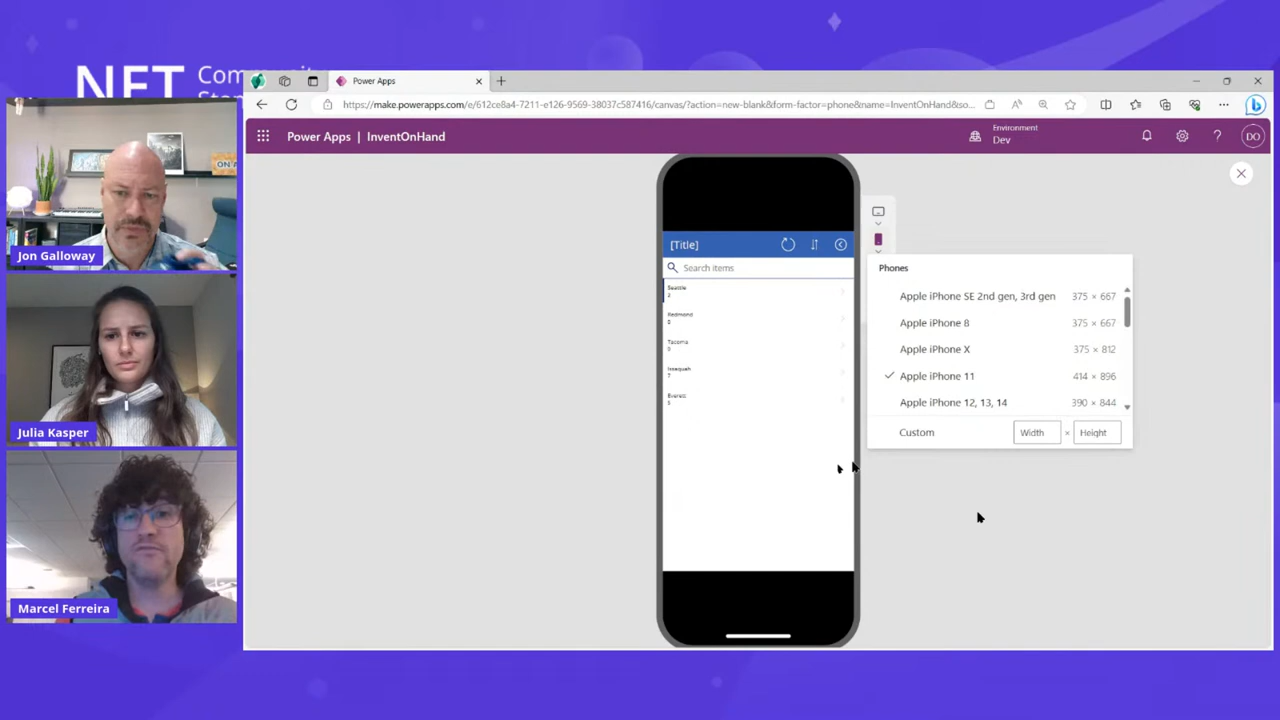 .NET Community
Power Apps
https://make.powerapps.com/e/612ce8a4-7211-e126-9569-38037c587416/canvas/?action=new-blank&form-factor=phone&name=InventOnHand&so...
Power Apps | InventOnHand
Environment
Dev
DO
ON A
Jon Galloway
Julia Kasper
Marcel Ferreira
[Title]
Search items
Seattle
2
Redmond
Tacoma
Issaquah
7
Everett
Phones
Apple iPhone SE 2nd gen, 3rd gen 375 × 667
Apple iPhone 8 375 × 667
Apple iPhone X 375 × 812
Apple iPhone 11 414 × 896
Apple iPhone 12, 13, 14 390 × 844
Custom Width × Height